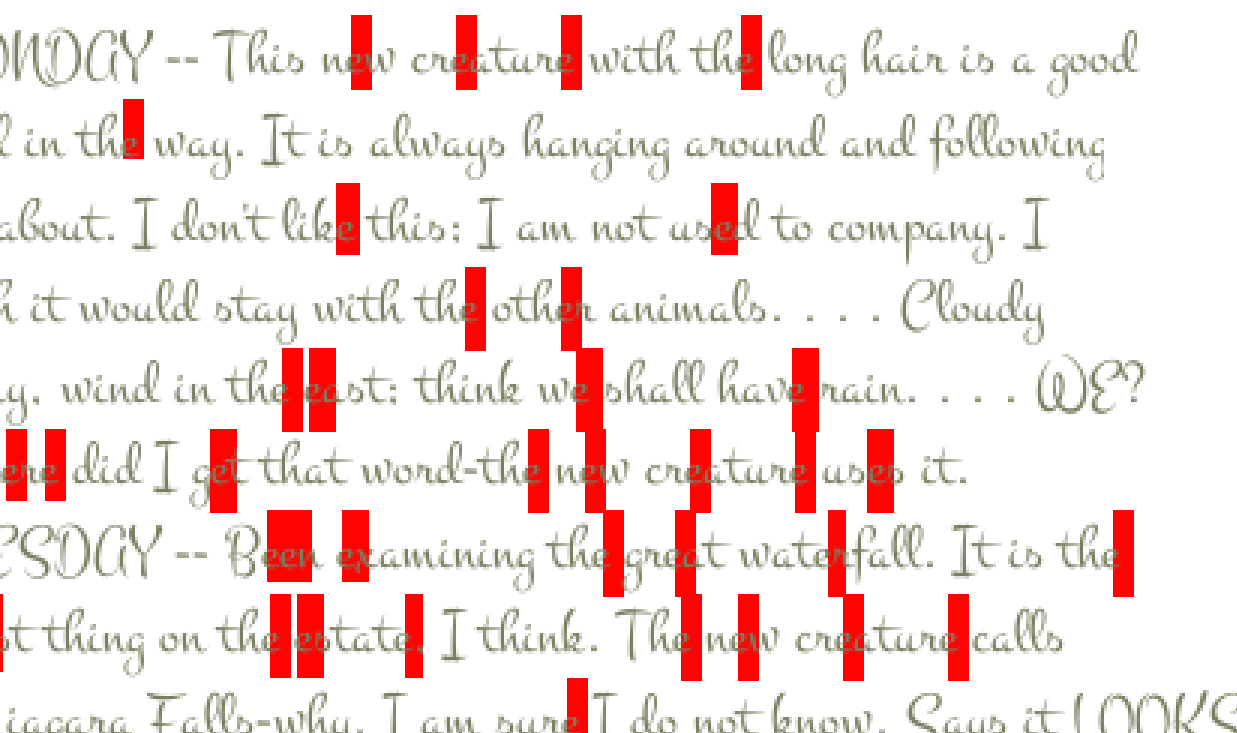 ONDAY -- This new creature with the long hair is a good
l in the way. It is always hanging around and following
about. I don't like this; I am not used to company. I
h it would stay with the other animals. . . . Cloudy
y, wind in the east; think we shall have rain. . . . WE?
ere did I get that word-the new creature uses it.
ESDAY -- Been examining the great waterfall. It is the
st thing on the estate, I think. The new creature calls
iagara Falls-why, I am sure I do not know. Says it LOOKS